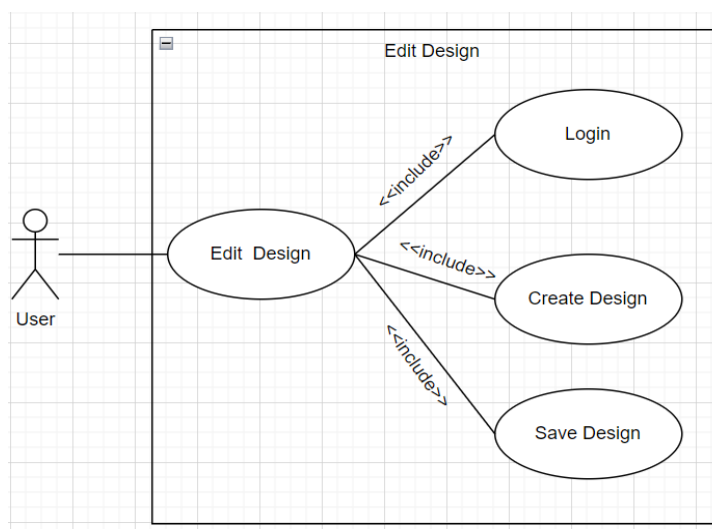 Edit Design
Login
<<include>>
<<include>>
Edit  Design
Create Design
User
<<include>>
Save Design